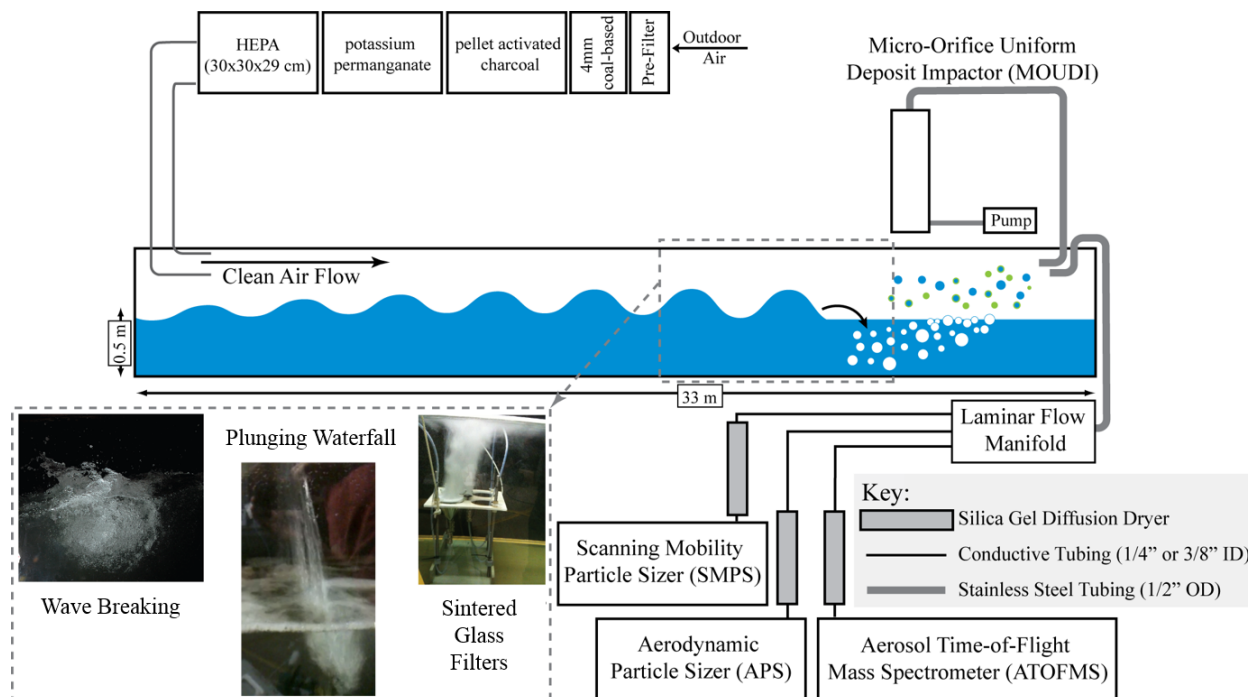 HEPA
(30x30x29 cm)
potassium
permanganate
pellet activated
charcoal
4mm
coal-based
Pre-Filter
Outdoor
Air
Micro-Orifice Uniform
Deposit Impactor (MOUDI)
Pump
Clean Air Flow
0.5 m
33 m
Laminar Flow
Manifold
Wave Breaking
Plunging Waterfall
Sintered
Glass
Filters
Scanning Mobility
Particle Sizer (SMPS)
Aerodynamic
Particle Sizer (APS)
Aerosol Time-of-Flight
Mass Spectrometer (ATOFMS)
Key:
Silica Gel Diffusion Dryer
Conductive Tubing (1/4” or 3/8” ID)
Stainless Steel Tubing (1/2” OD)